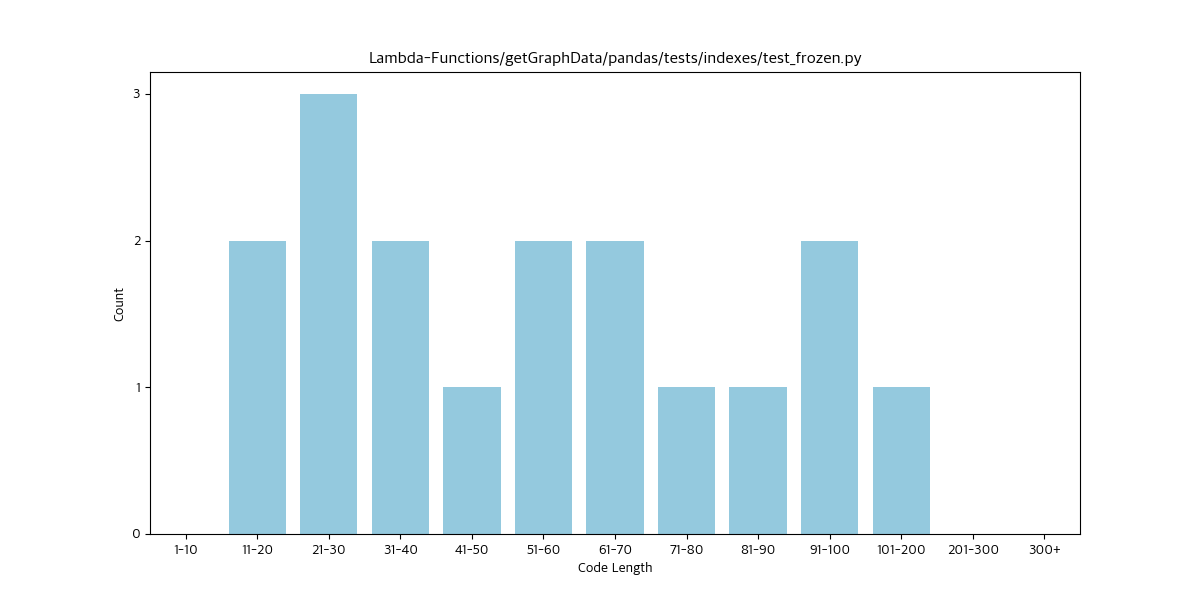 Lambda-Functions/getGraphData/pandas/tests/indexes/test_frozen.py
3
2
1
0
Count
1-10 11-20 21-30 31-40 41-50 51-60 61-70 71-80 81-90 91-100 101-200 201-300 300+
Code Length